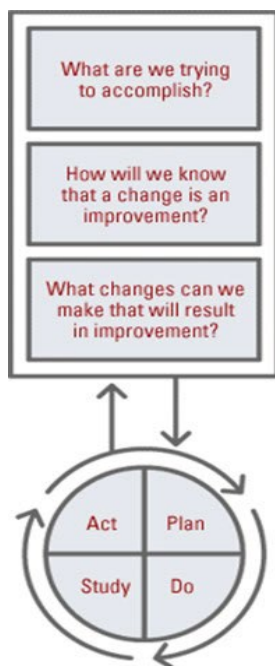 What are we trying
to accomplish?
How will we know
that a change is an
improvement?
What changes can we
make that will result
in improvement?
Act
Plan
Study
Do